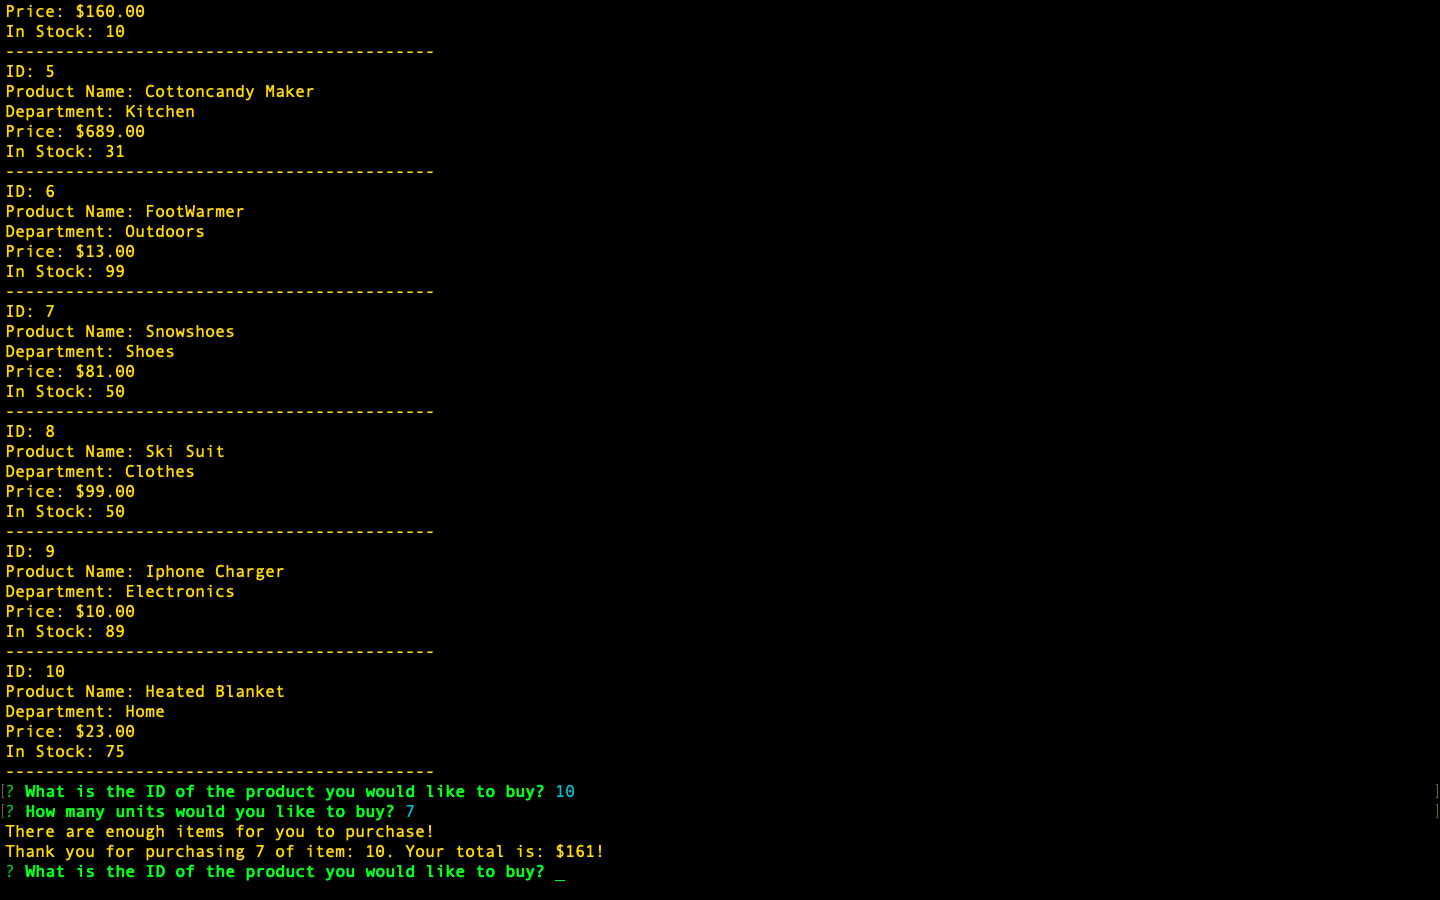 Price: $160.00
In Stock: 10
-------------------------------------------
ID: 5
Product Name: Cottoncandy Maker
Department: Kitchen
Price: $689.00
In Stock: 31
-------------------------------------------
ID: 6
Product Name: FootWarmer
Department: Outdoors
Price: $13.00
In Stock: 99
-------------------------------------------
ID: 7
Product Name: Snowshoes
Department: Shoes
Price: $81.00
In Stock: 50
-------------------------------------------
ID: 8
Product Name: Ski Suit
Department: Clothes
Price: $99.00
In Stock: 50
-------------------------------------------
ID: 9
Product Name: Iphone Charger
Department: Electronics
Price: $10.00
In Stock: 89
-------------------------------------------
ID: 10
Product Name: Heated Blanket
Department: Home
Price: $23.00
In Stock: 75
-------------------------------------------
[? What is the ID of the product you would like to buy? 10 ]
[? How many units would you like to buy? 7 ]
There are enough items for you to purchase!
Thank you for purchasing 7 of item: 10. Your total is: $161!
? What is the ID of the product you would like to buy? _